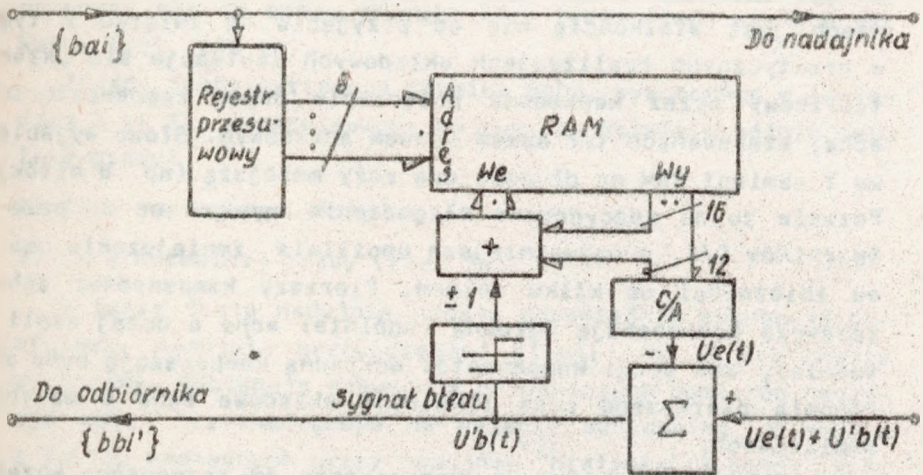 {bai}
Do nadajnika
Rejestr
przesu-
wowy
8
Adres
RAM
We
Wy
16
+
12
± 1
C/A
Ue(t)
-
Do odbiornika
{bbi'}
Sygnał błędu
U'b(t)
Σ
+
Ue(t) + U'b(t)